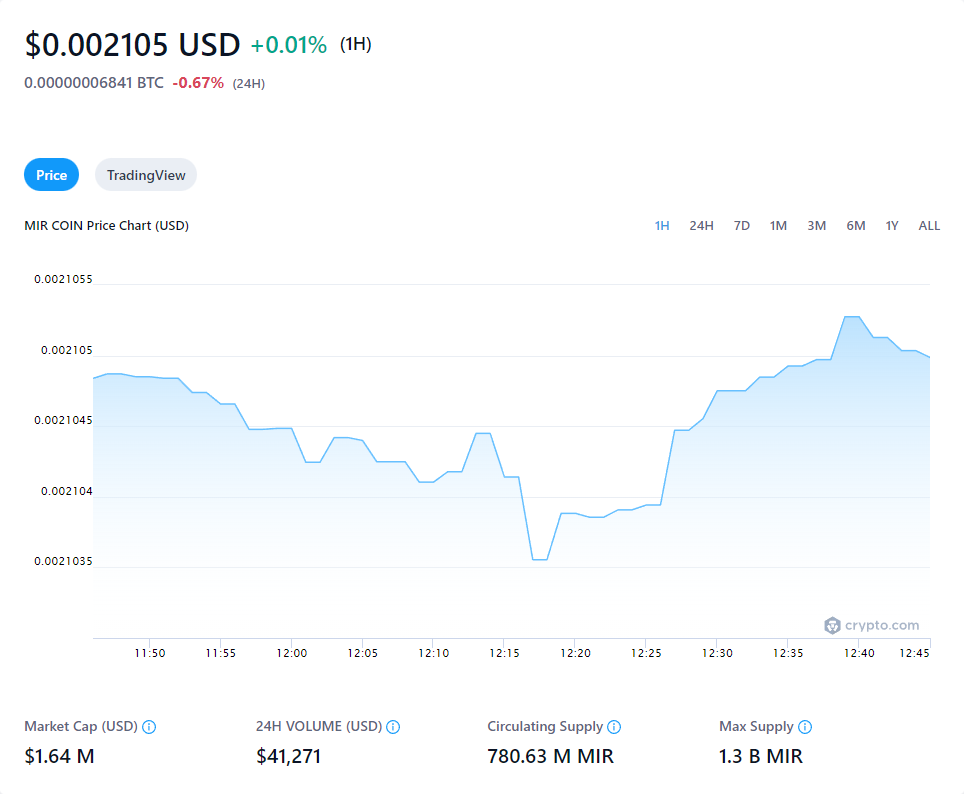 $0.002105 USD +0.01% (1H)
0.00000006841 BTC -0.67% (24H)
Price TradingView
MIR COIN Price Chart (USD) 1H 24H 7D 1M 3M 6M 1Y ALL
0.0021055
0.002105
0.0021045
0.002104
0.0021035
crypto.com
11:50 11:55 12:00 12:05 12:10 12:15 12:20 12:25 12:30 12:35 12:40 12:45
Market Cap (USD) 24H VOLUME (USD) Circulating Supply Max Supply
$1.64 M $41,271 780.63 M MIR 1.3 B MIR